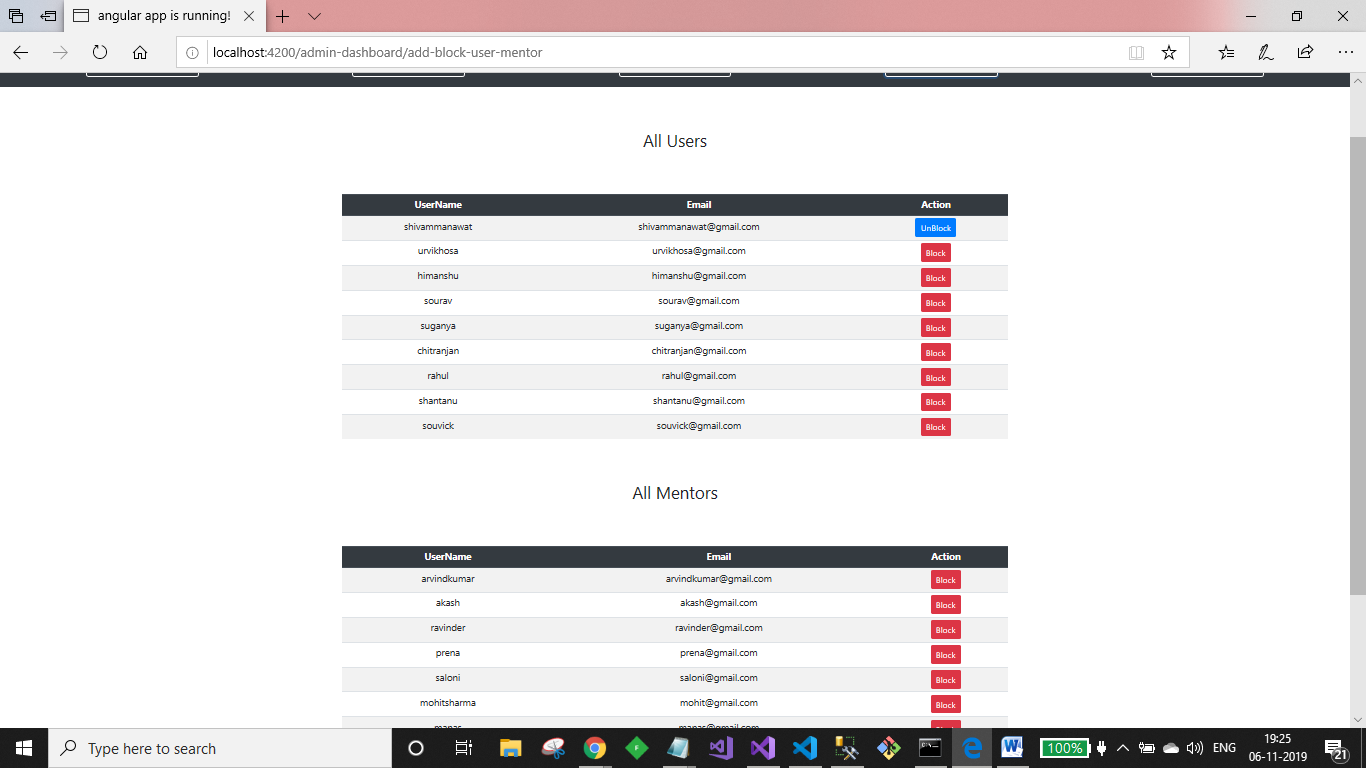 angular app is running!
localhost:4200/admin-dashboard/add-block-user-mentor
All Users
UserName Email Action
shivammanawat shivammanawat@gmail.com UnBlock
urvikhosa urvikhosa@gmail.com Block
himanshu himanshu@gmail.com Block
sourav sourav@gmail.com Block
suganya suganya@gmail.com Block
chitranjan chitranjan@gmail.com Block
rahul rahul@gmail.com Block
shantanu shantanu@gmail.com Block
souvick souvick@gmail.com Block
All Mentors
UserName Email Action
arvindkumar arvindkumar@gmail.com Block
akash akash@gmail.com Block
ravinder ravinder@gmail.com Block
prena prena@gmail.com Block
saloni saloni@gmail.com Block
mohitsharma mohit@gmail.com Block
manas manas@gmail.com
Type here to search 100% ENG 19:25
06-11-2019 21